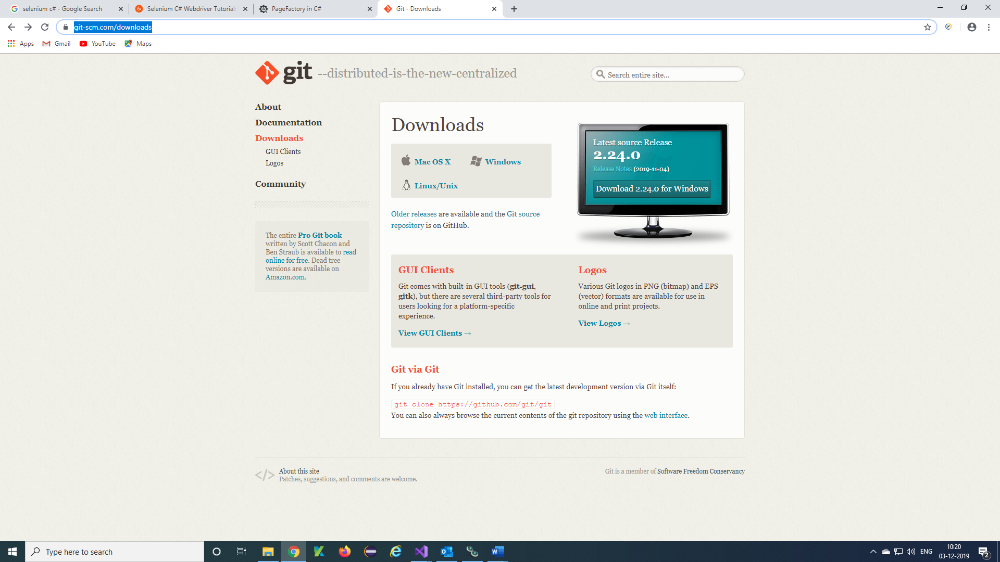 selenium c# - Google Search
Selenium C# Webdriver Tutorial:
PageFactory in C#
Git - Downloads
git-scm.com/downloads
Apps
Gmail
YouTube
Maps
git --distributed-is-the-new-centralized
Search entire site...
About
Documentation
Downloads
GUI Clients
Logos
Community
The entire Pro Git book
written by Scott Chacon and
Ben Straub is available to read
online for free. Dead tree
versions are available on
Amazon.com.
Downloads
Mac OS X
Windows
Linux/Unix
Older releases are available and the Git source
repository is on GitHub.
Latest source Release
2.24.0
Release Notes (2019-11-04)
Download 2.24.0 for Windows
GUI Clients
Git comes with built-in GUI tools (git-gui,
gitk), but there are several third-party tools for
users looking for a platform-specific
experience.
View GUI Clients →
Logos
Various Git logos in PNG (bitmap) and EPS
(vector) formats are available for use in
online and print projects.
View Logos →
Git via Git
If you already have Git installed, you can get the latest development version via Git itself:
git clone https://github.com/git/git
You can also always browse the current contents of the git repository using the web interface.
</> About this site
Patches, suggestions, and comments are welcome.
Git is a member of Software Freedom Conservancy
Type here to search
ENG
10:20
03-12-2019
2